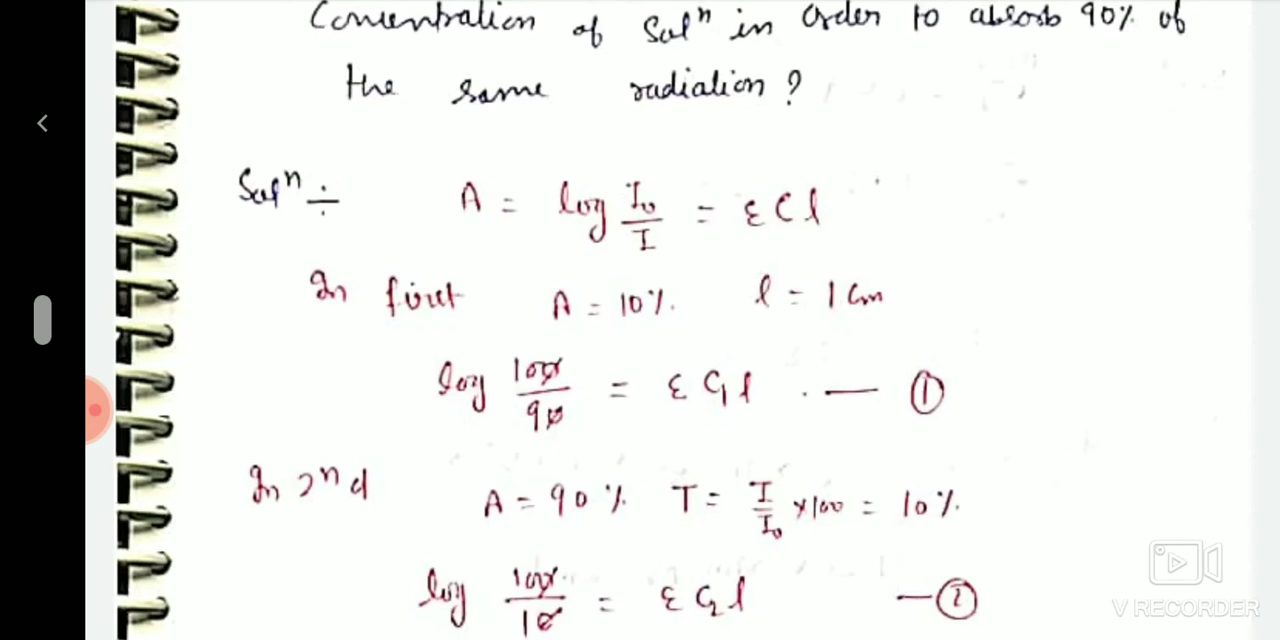 Concentration of Solⁿ in order to absorb 90% of
the same radiation?
Solⁿ ÷ A = log I₀/I = εCl
In first A = 10%. l = 1 cm
log 100/90 = εC₁l — ①
In 2nd A = 90% T = I/I₀ ×100 = 10%.
log 100/10 = εC₂l — ②
V RECORDER